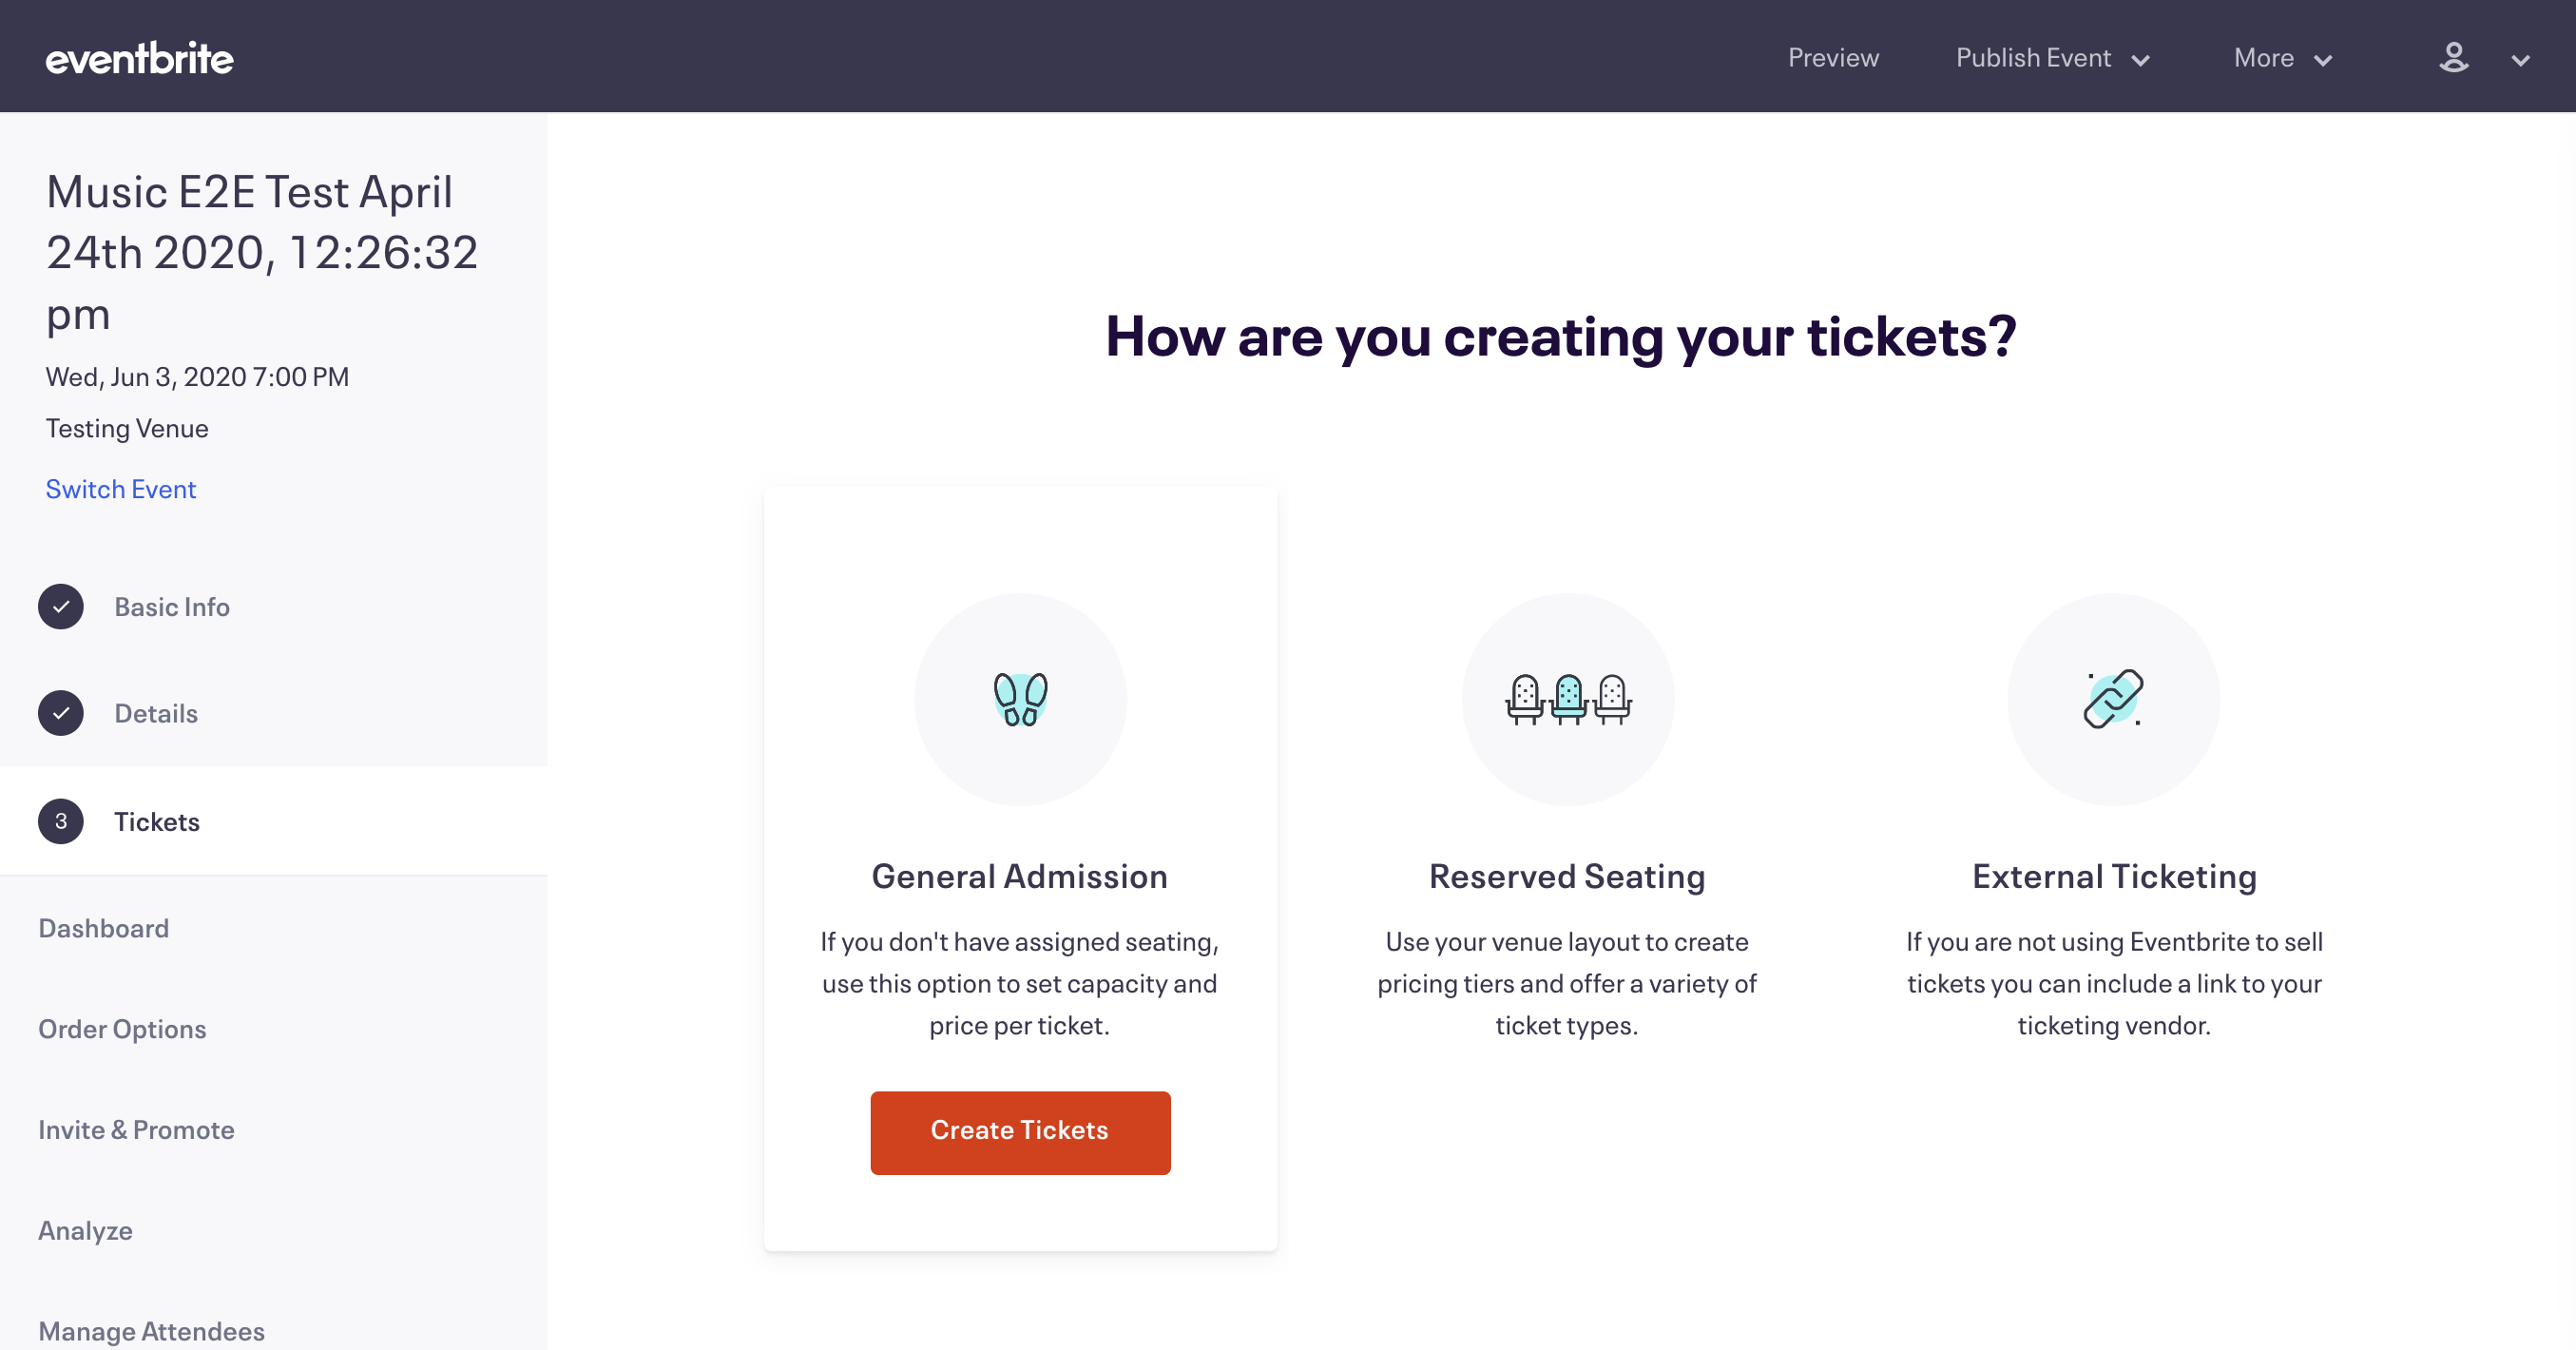 eventbrite
Preview
Publish Event
More
Music E2E Test April
24th 2020, 12:26:32
pm
Wed, Jun 3, 2020 7:00 PM
Testing Venue
Switch Event
Basic Info
Details
3
Tickets
Dashboard
Order Options
Invite & Promote
Analyze
Manage Attendees
How are you creating your tickets?
General Admission
If you don't have assigned seating,
use this option to set capacity and
price per ticket.
Create Tickets
Reserved Seating
Use your venue layout to create
pricing tiers and offer a variety of
ticket types.
External Ticketing
If you are not using Eventbrite to sell
tickets you can include a link to your
ticketing vendor.